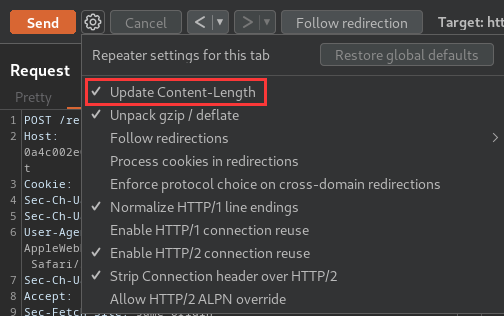 Send Cancel < > Follow redirection Target: htt
Repeater settings for this tab Restore global defaults
Request
Pretty
Update Content-Length
Unpack gzip / deflate
Follow redirections
Process cookies in redirections
Enforce protocol choice on cross-domain redirections
Normalize HTTP/1 line endings
Enable HTTP/1 connection reuse
Enable HTTP/2 connection reuse
Strip Connection header over HTTP/2
Allow HTTP/2 ALPN override
1 POST /re
2 Host:
0a4c002e
t
3 Cookie:
4 Sec-Ch-U
5 Sec-Ch-U
6 User-Age
AppleWeb
Safari/
7 Sec-Ch-U
8 Accept:
9 Sec-Fetch-Site: same-origin